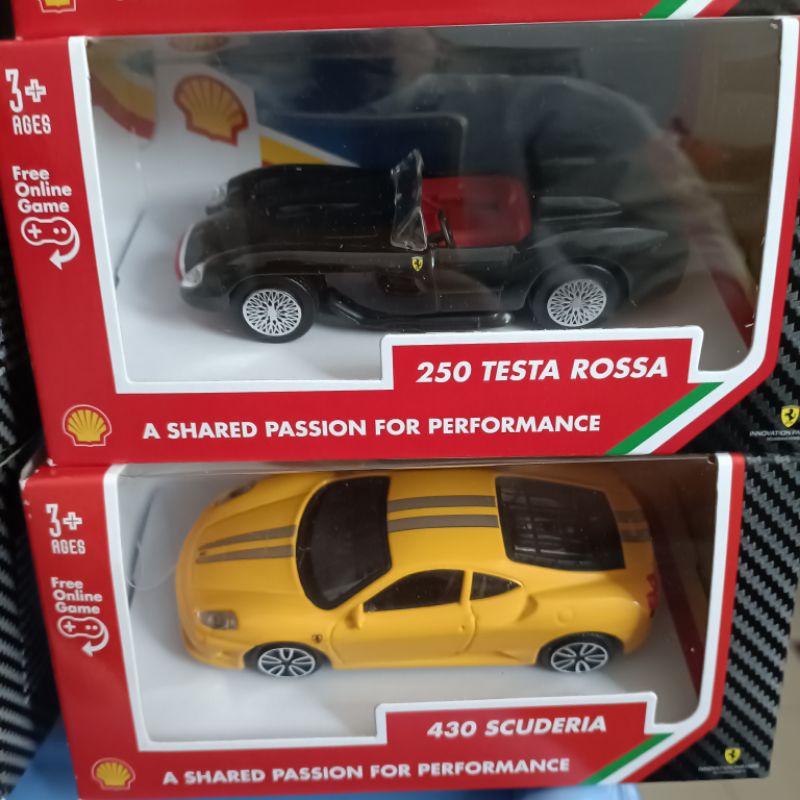 3+
AGES
Free
Online
Game
250 TESTA ROSSA
A SHARED PASSION FOR PERFORMANCE
3+
AGES
Free
Online
Game
430 SCUDERIA
A SHARED PASSION FOR PERFORMANCE